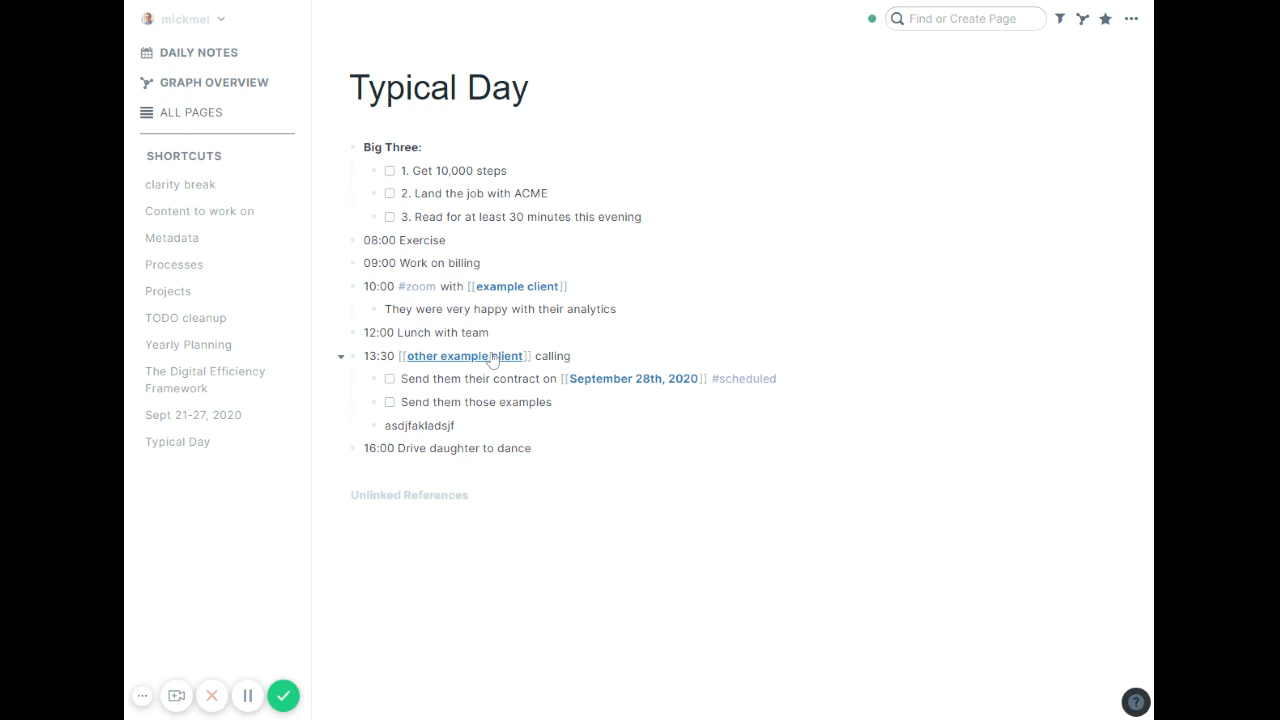 mickmel
Find or Create Page
DAILY NOTES
GRAPH OVERVIEW
ALL PAGES
SHORTCUTS
clarity break
Content to work on
Metadata
Processes
Projects
TODO cleanup
Yearly Planning
The Digital Efficiency
Framework
Sept 21-27, 2020
Typical Day
Typical Day
Big Three:
1. Get 10,000 steps
2. Land the job with ACME
3. Read for at least 30 minutes this evening
08:00 Exercise
09:00 Work on billing
10:00 #zoom with [[example client]]
They were very happy with their analytics
12:00 Lunch with team
13:30 [[other example client]] calling
Send them their contract on [[September 28th, 2020]] #scheduled
Send them those examples
asdjfakladsjf
16:00 Drive daughter to dance
Unlinked References